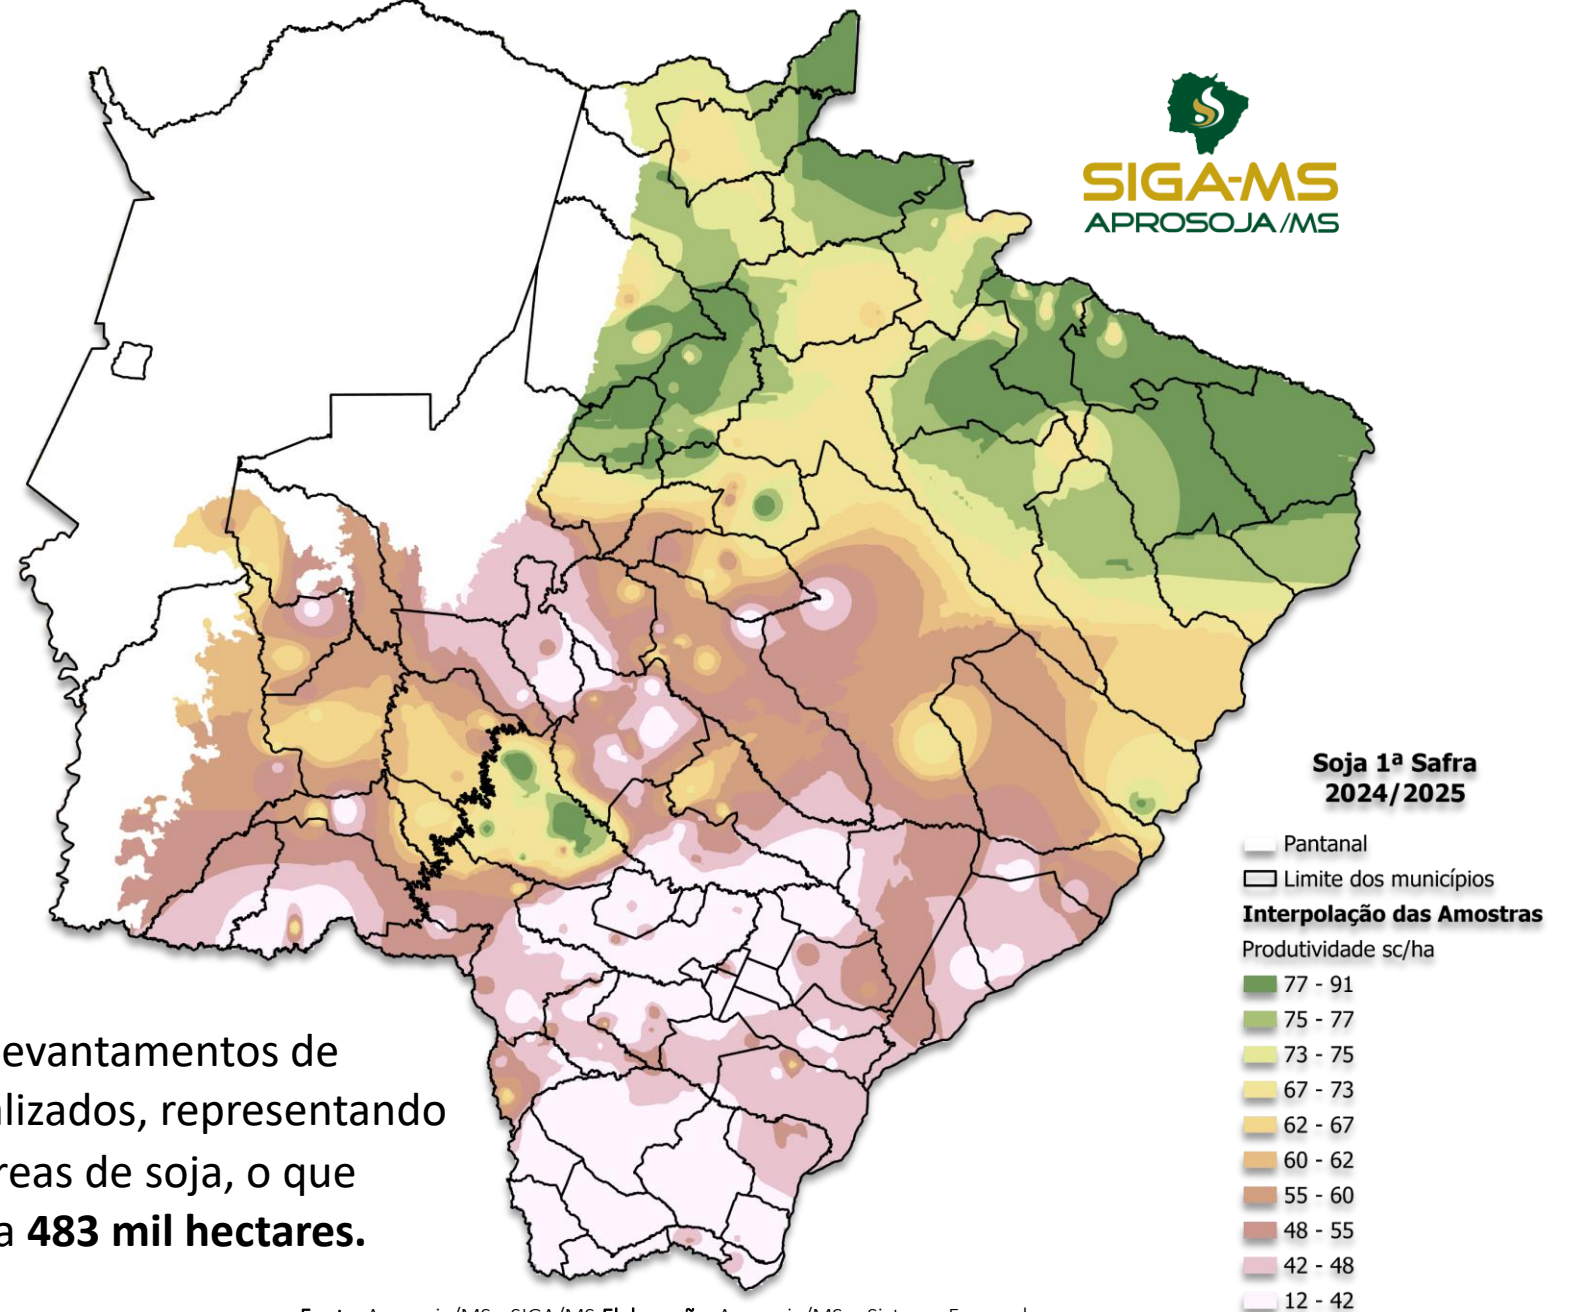 SIGA-MS
APROSOJA/MS
Soja 1ª Safra
2024/2025
Pantanal
Limite dos municípios
Interpolação das Amostras
Produtividade sc/ha
77 - 91
75 - 77
73 - 75
67 - 73
62 - 67
60 - 62
55 - 60
48 - 55
42 - 48
12 - 42
evantamentos de
alizados, representando
reas de soja, o que
a 483 mil hectares.